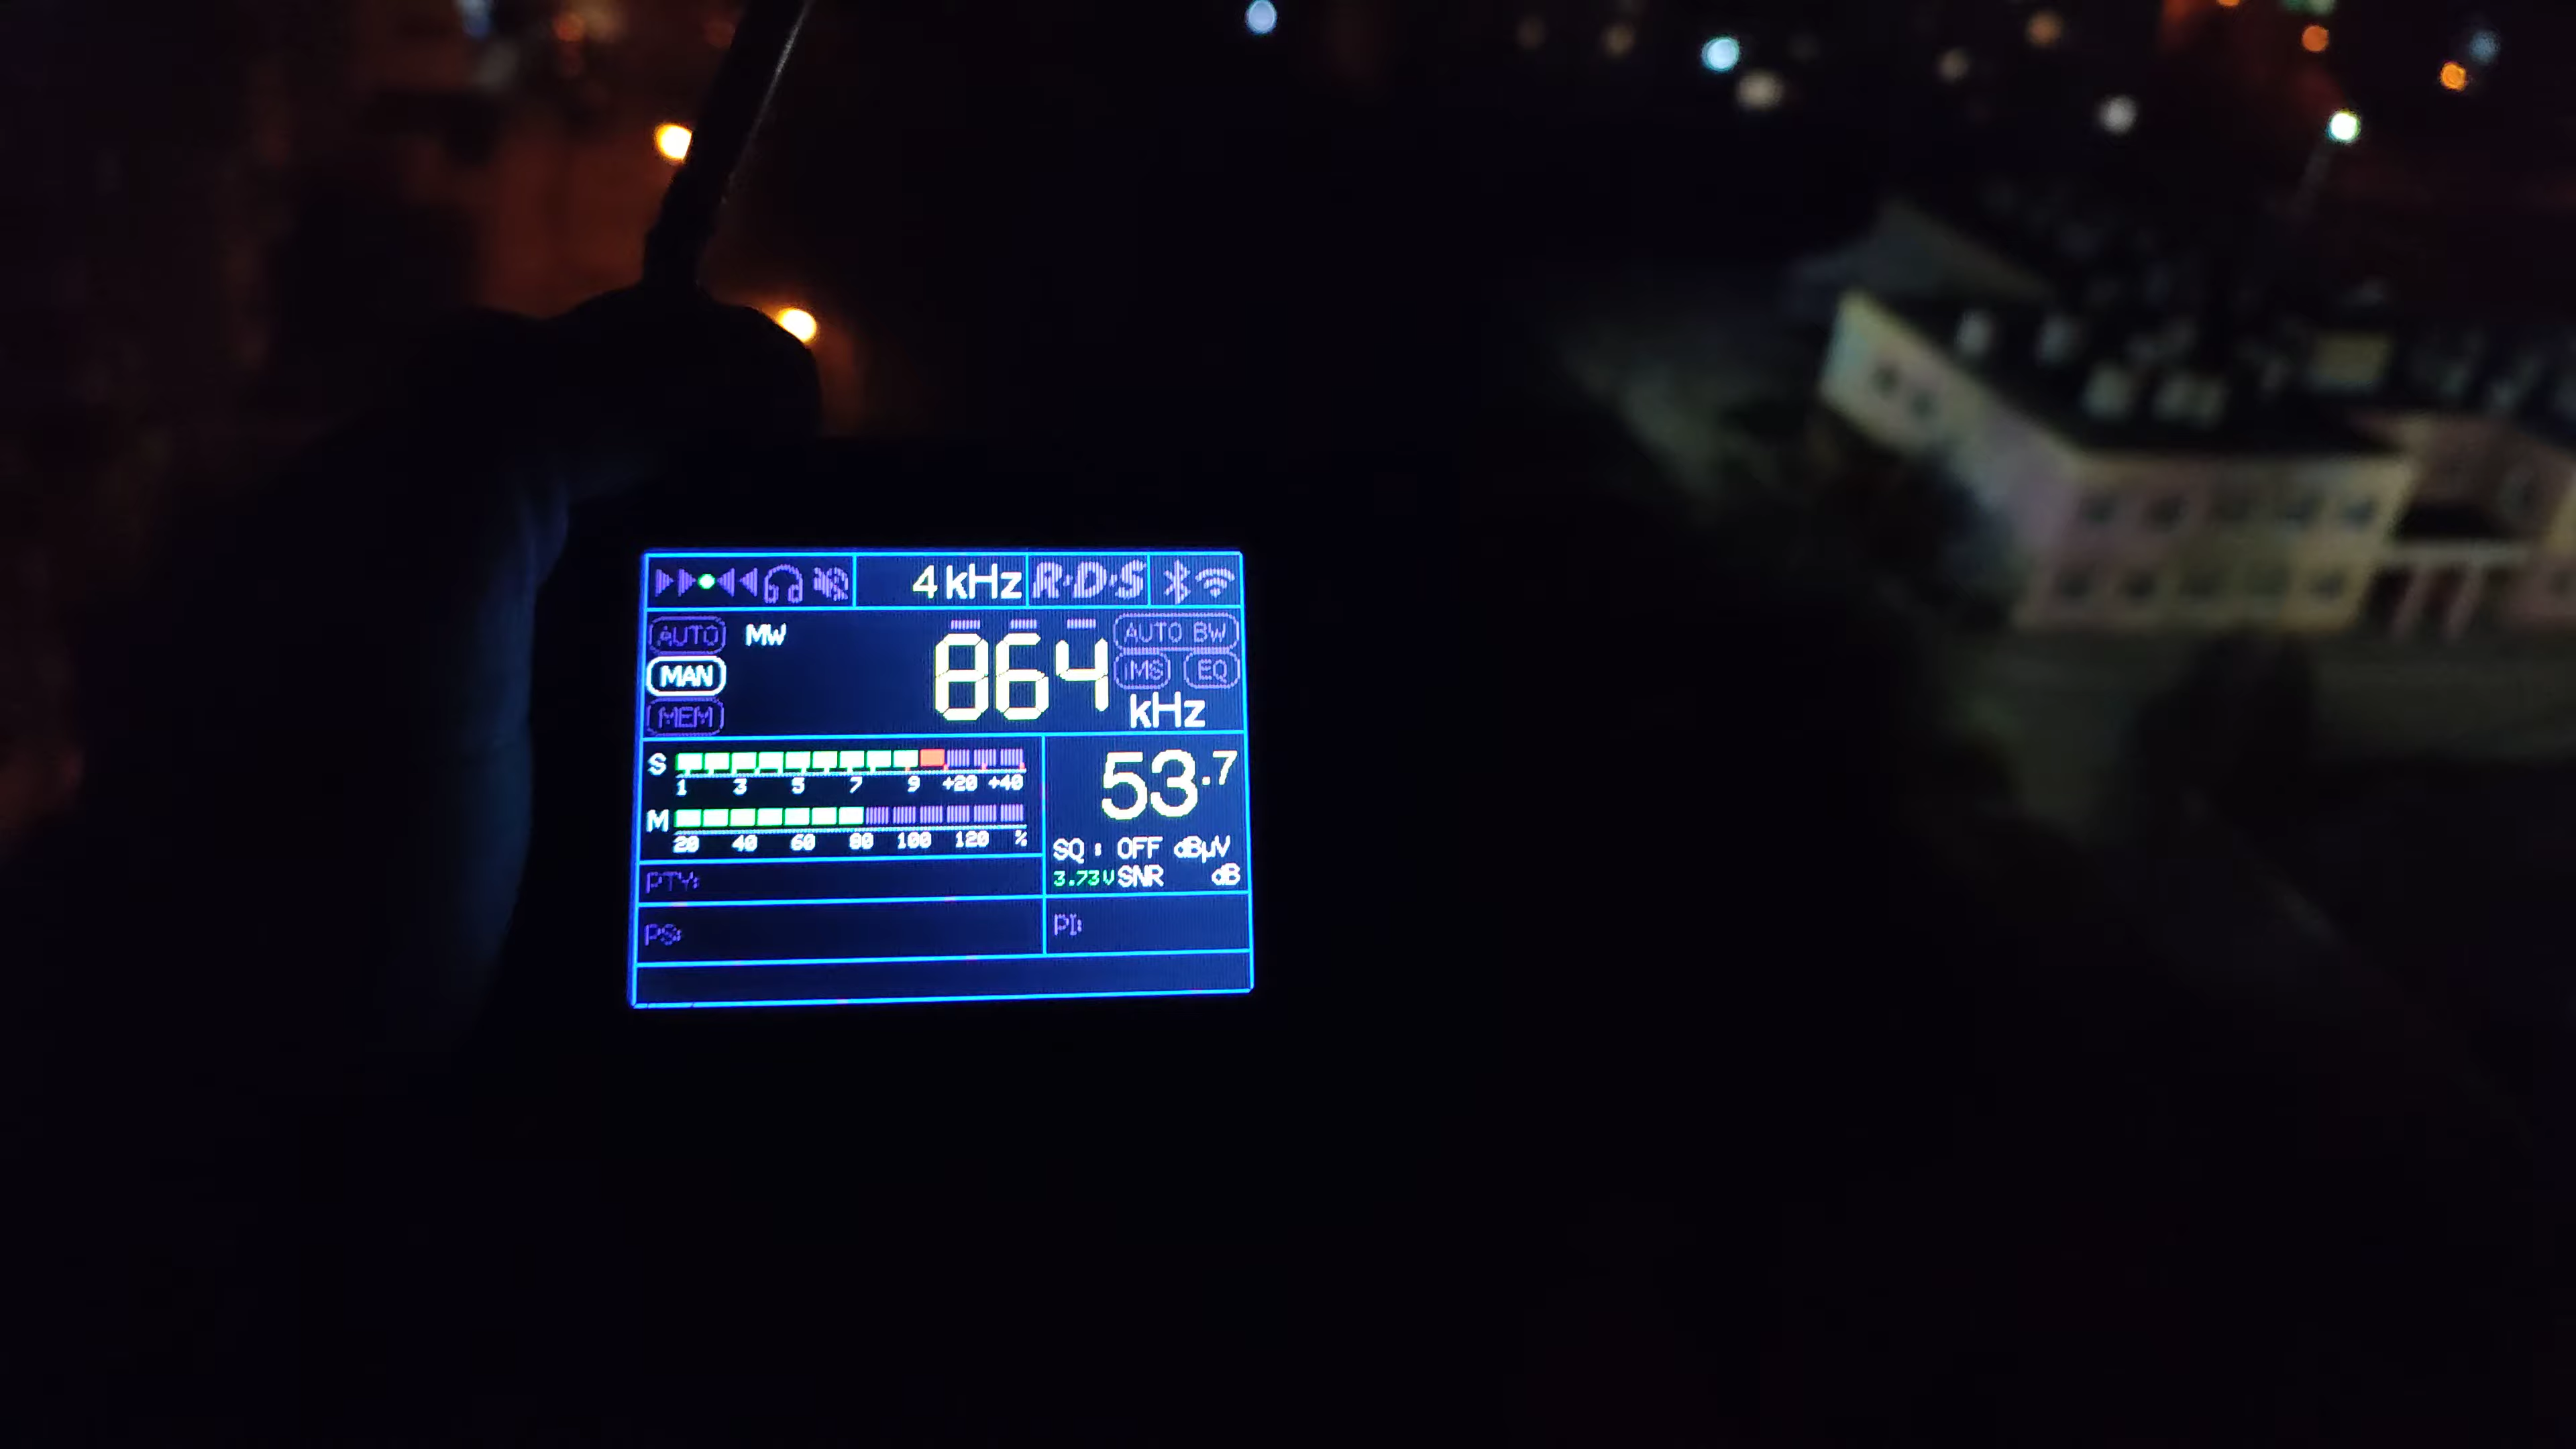 4 kHz R·D·S
AUTO MW 864 AUTO BW
MAN iMS EQ
MEM kHz
S 1 3 5 7 9 +20 +40
53.7
M 20 40 60 80 100 120 %
SQ: OFF dBµV
3.73V SNR dB
PTY:
PS: PI: